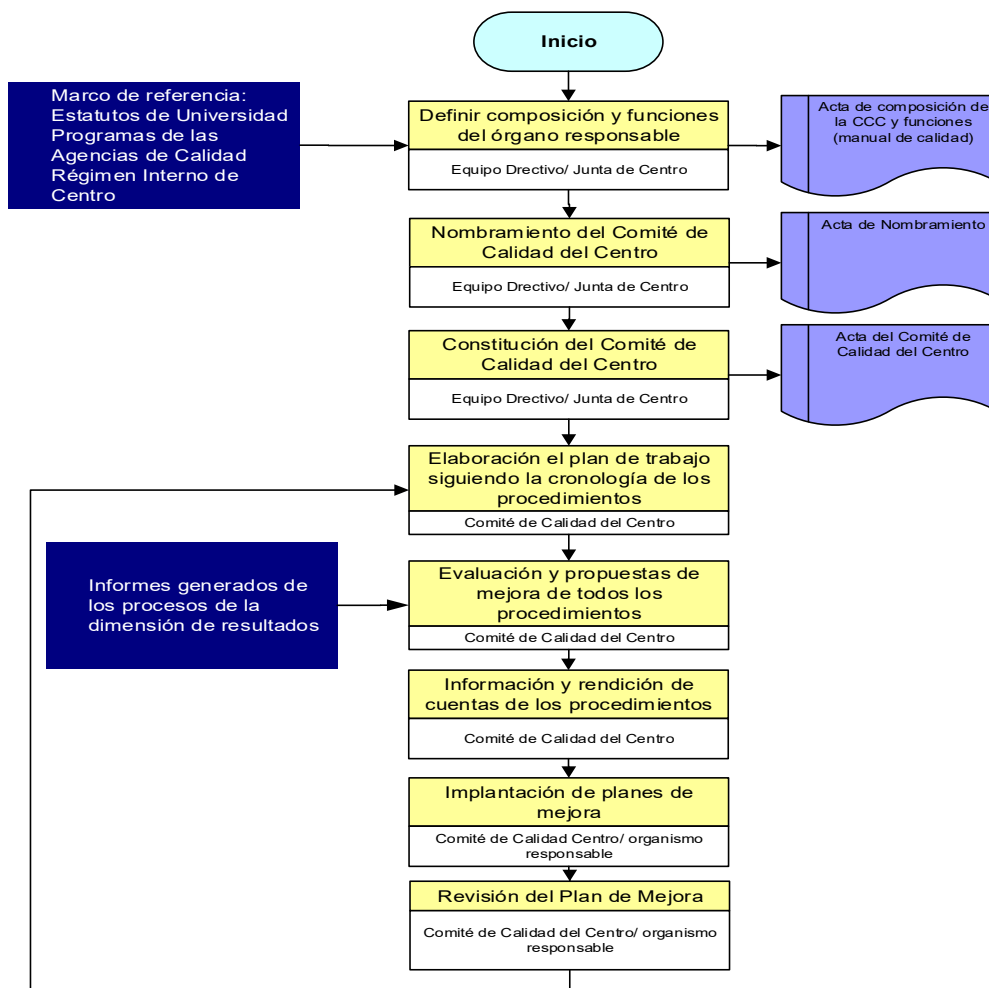 Inicio
Marco de referencia:
Estatutos de Universidad
Programas de las
Agencias de Calidad
Régimen Interno de
Centro
Definir composición y funciones
del órgano responsable
Equipo Directivo/ Junta de Centro
Acta de composición de
la CCC y funciones
(manual de calidad)
Nombramiento del Comité de
Calidad del Centro
Equipo Directivo/ Junta de Centro
Acta de Nombramiento
Constitución del Comité de
Calidad del Centro
Equipo Directivo/ Junta de Centro
Acta del Comité de
Calidad del Centro
Elaboración el plan de trabajo
siguiendo la cronología de los
procedimientos
Comité de Calidad del Centro
Informes generados de
los procesos de la
dimensión de resultados
Evaluación y propuestas de
mejora de todos los
procedimientos
Comité de Calidad del Centro
Información y rendición de
cuentas de los procedimientos
Comité de Calidad del Centro
Implantación de planes de
mejora
Comité de Calidad Centro/ organismo
responsable
Revisión del Plan de Mejora
Comité de Calidad del Centro/ organismo
responsable